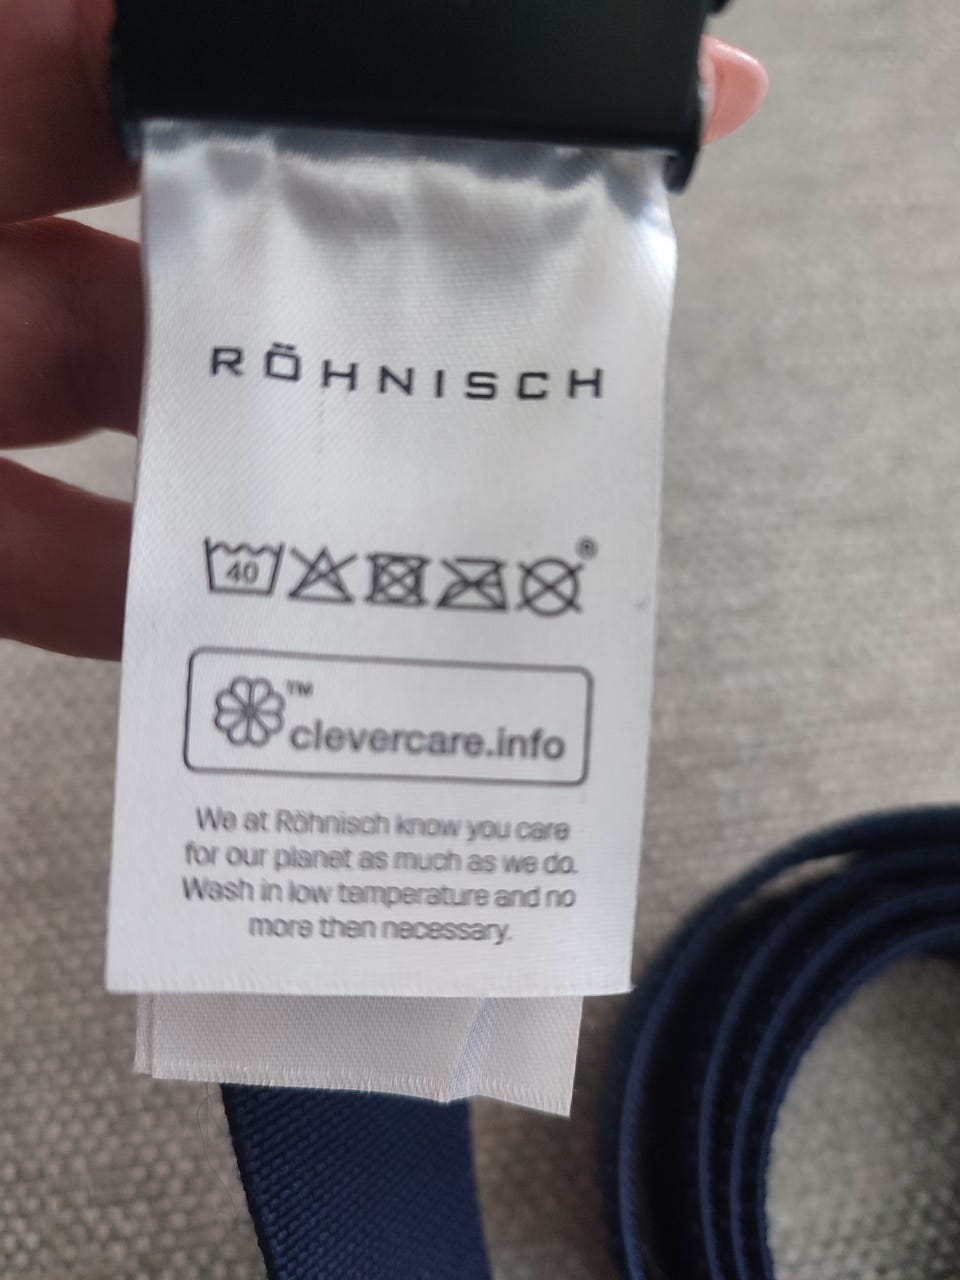 RÖHNISCH
40
®
™
clevercare.info
We at Röhnisch know you care
for our planet as much as we do.
Wash in low temperature and no
more then necessary.